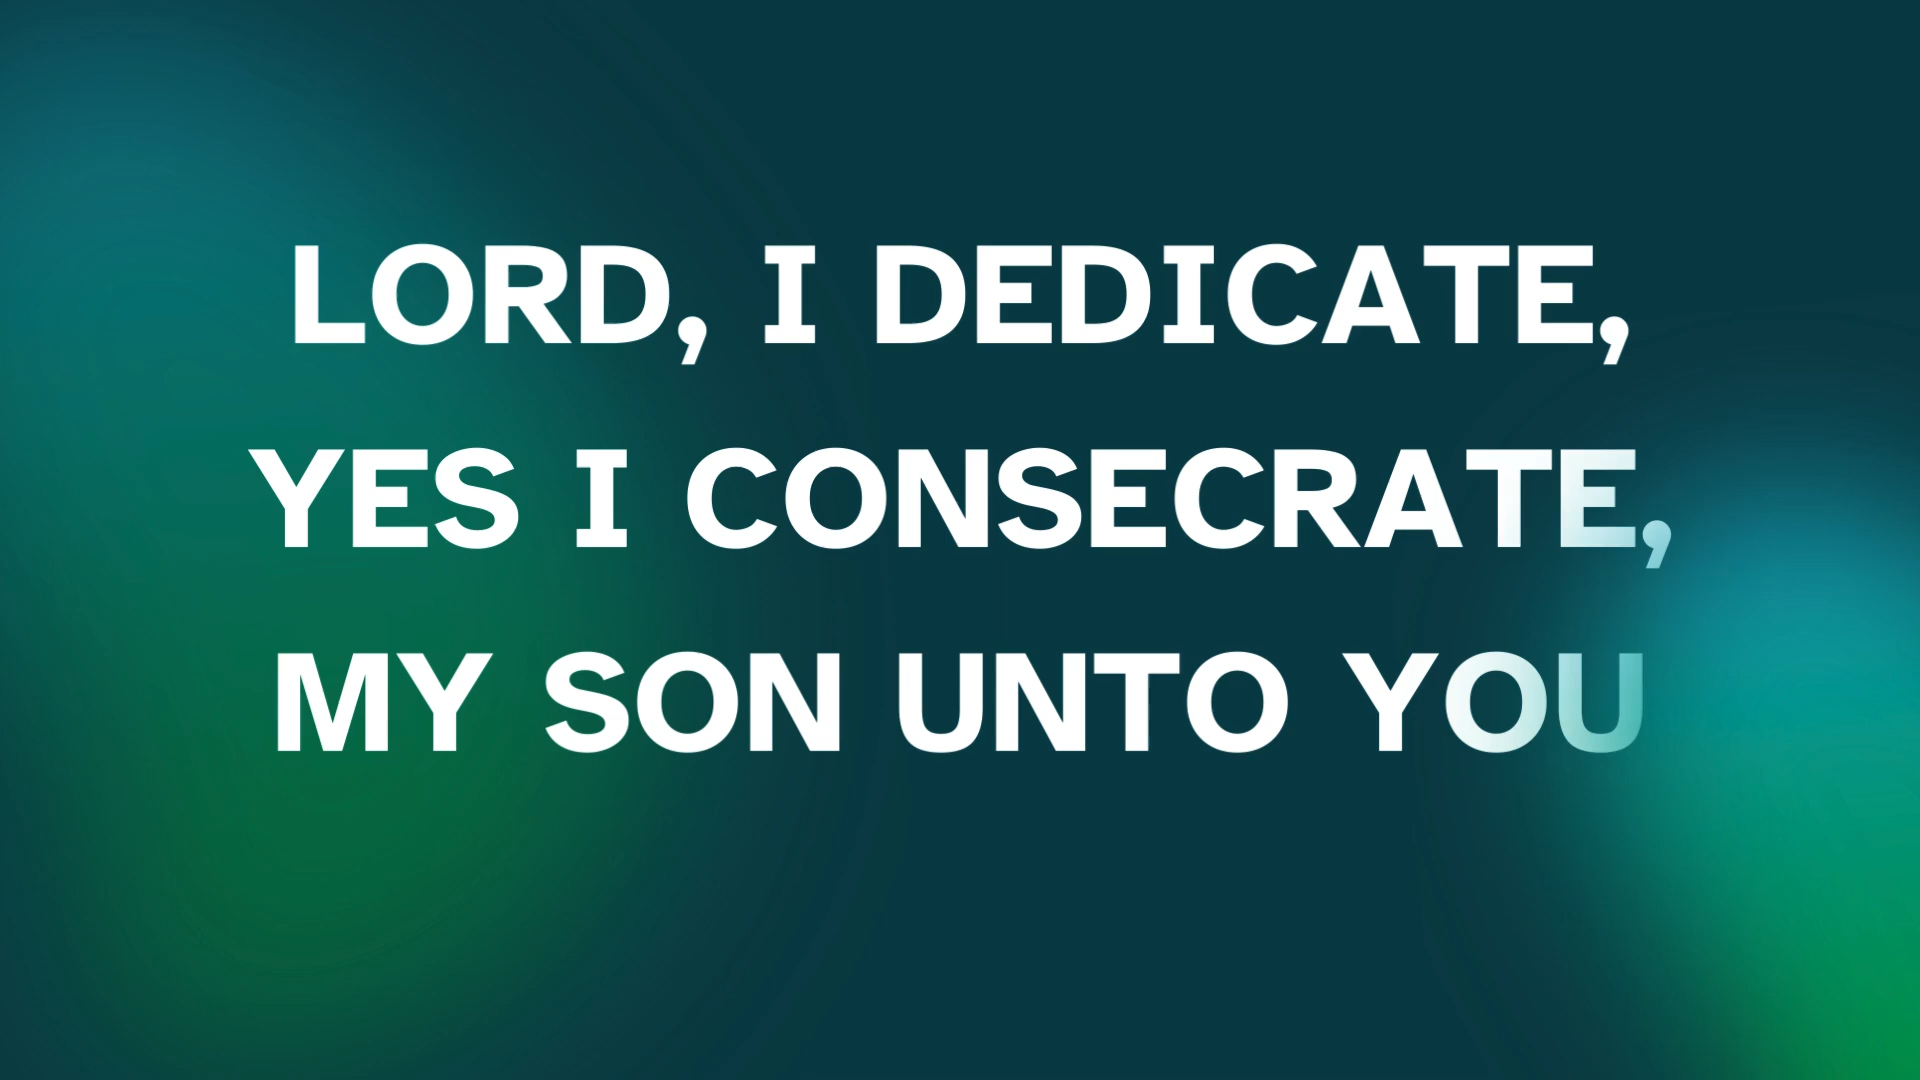 LORD, I DEDICATE,
YES I CONSECRATE,
MY SON UNTO YOU